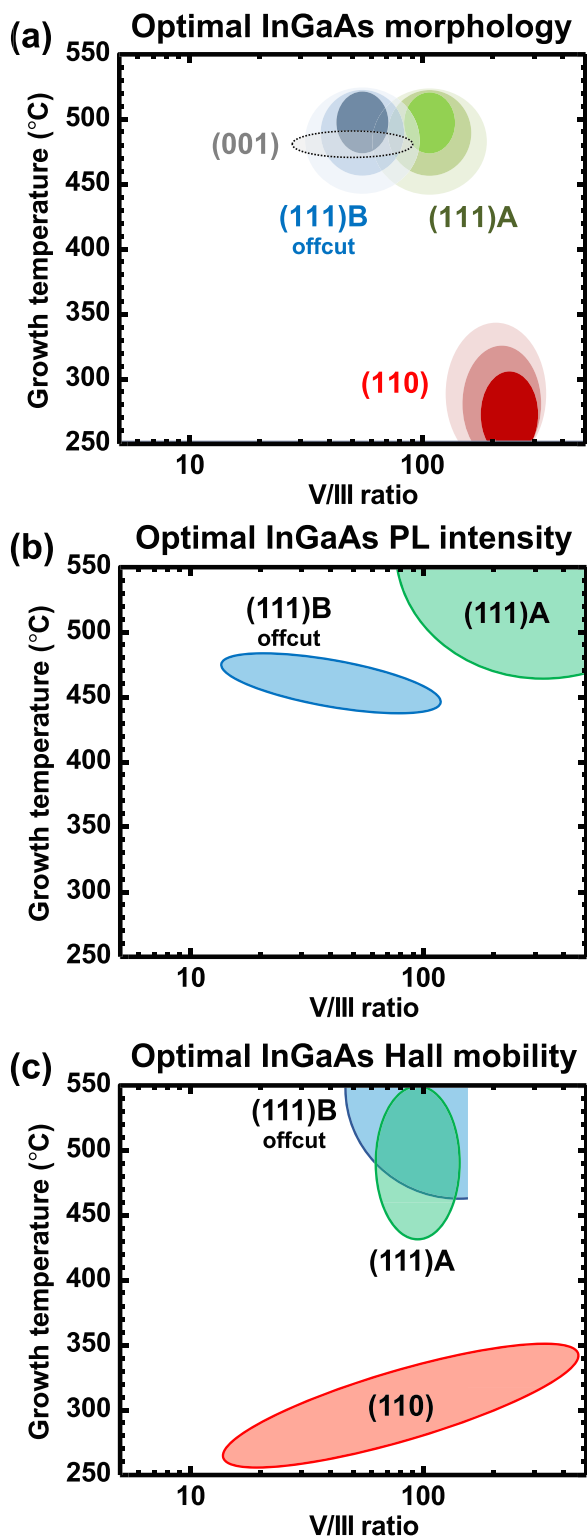 (a) Optimal InGaAs morphology
Growth temperature (°C)
550
500
450
400
350
300
250
(001)
(111)B
offcut
(111)A
(110)
10
100
V/III ratio
(b) Optimal InGaAs PL intensity
Growth temperature (°C)
550
500
450
400
350
300
250
(111)B
offcut
(111)A
10
100
V/III ratio
(c) Optimal InGaAs Hall mobility
Growth temperature (°C)
550
500
450
400
350
300
250
(111)B
offcut
(111)A
(110)
10
100
V/III ratio